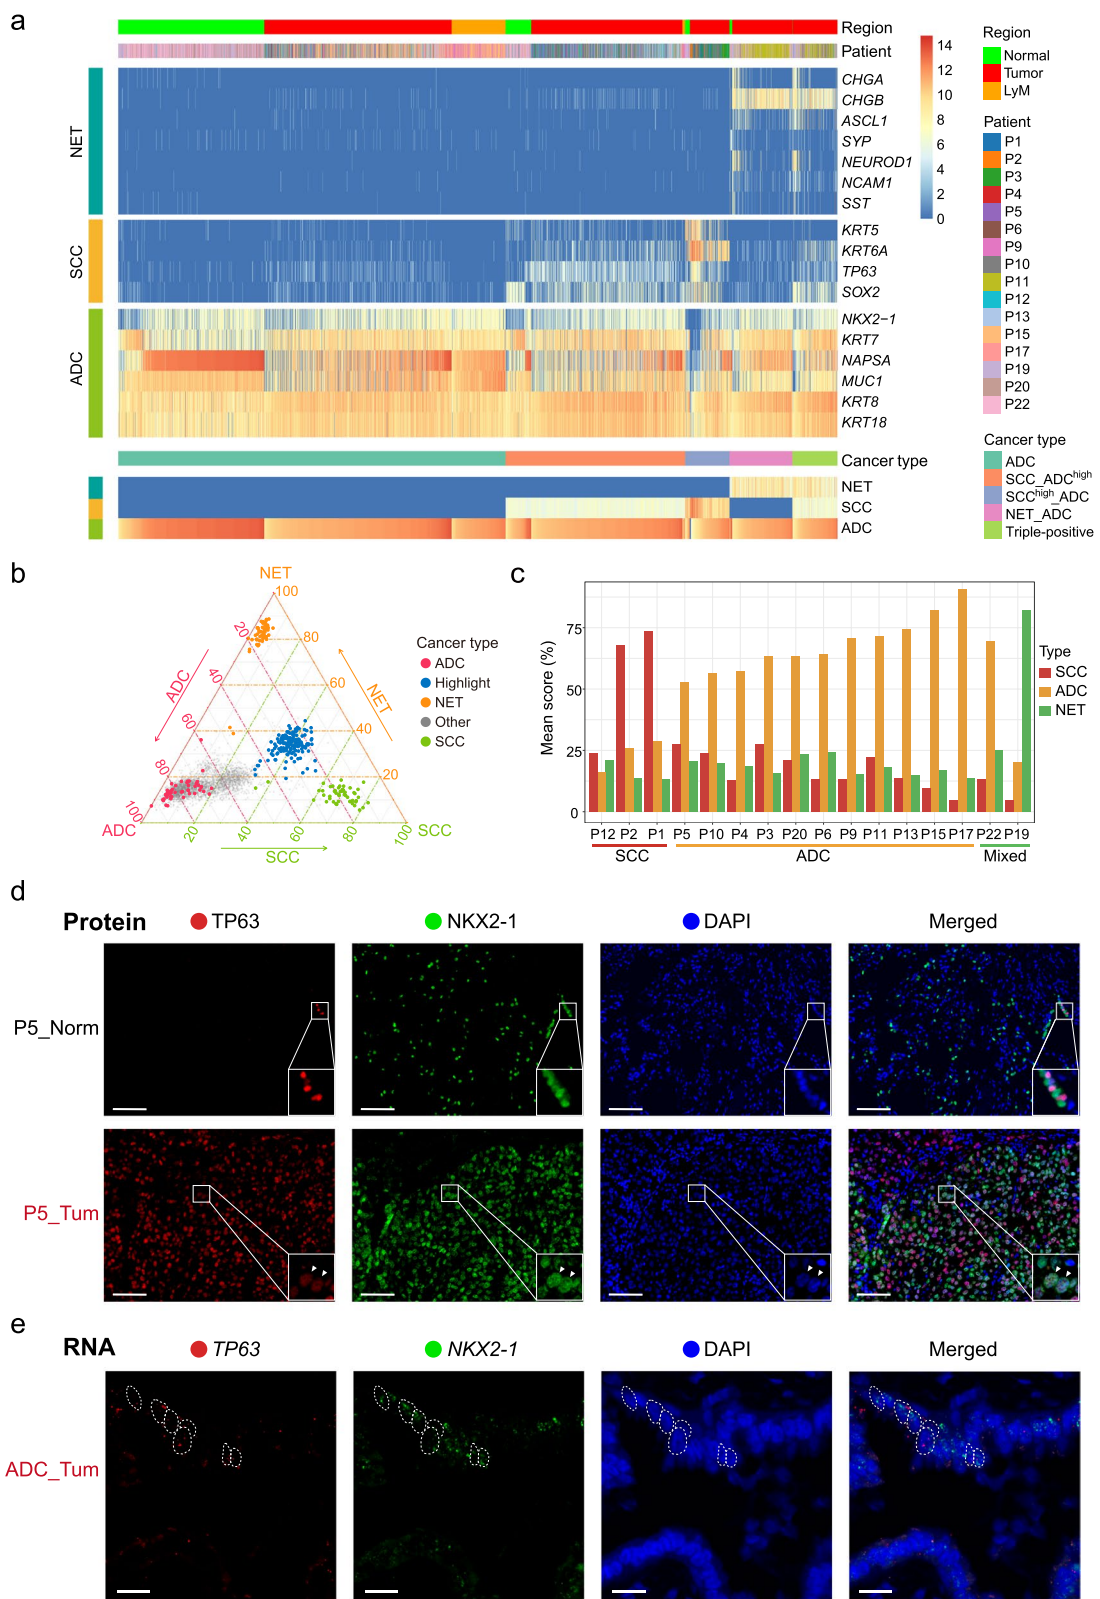 a
Region
Patient
NET
CHGA
CHGB
ASCL1
SYP
NEUROD1
NCAM1
SST
SCC
KRT5
KRT6A
TP63
SOX2
ADC
NKX2−1
KRT7
NAPSA
MUC1
KRT8
KRT18
Cancer type
NET
SCC
ADC
14
12
10
8
6
4
2
0
Region
Normal
Tumor
LyM
Patient
P1
P2
P3
P4
P5
P6
P9
P10
P11
P12
P13
P15
P17
P19
P20
P22
Cancer type
ADC
SCC_ADChigh
SCChigh_ADC
NET_ADC
Triple-positive
b
NET
100
80
60
40
20
20
40
60
80
100
ADC
NET
ADC
SCC
20
40
60
80
100
SCC
Cancer type
ADC
Highlight
NET
Other
SCC
c
Mean score (%)
75
50
25
0
P12 P2 P1 P5 P10 P4 P3 P20 P6 P9 P11 P13 P15 P17 P22 P19
SCC ADC Mixed
Type
SCC
ADC
NET
d
Protein TP63 NKX2-1 DAPI Merged
P5_Norm
P5_Tum
e
RNA TP63 NKX2-1 DAPI Merged
ADC_Tum